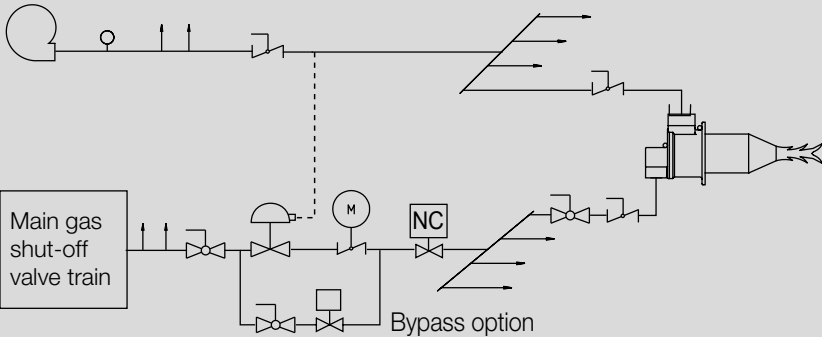 Main gas
shut-off
valve train
M
NC
Bypass option